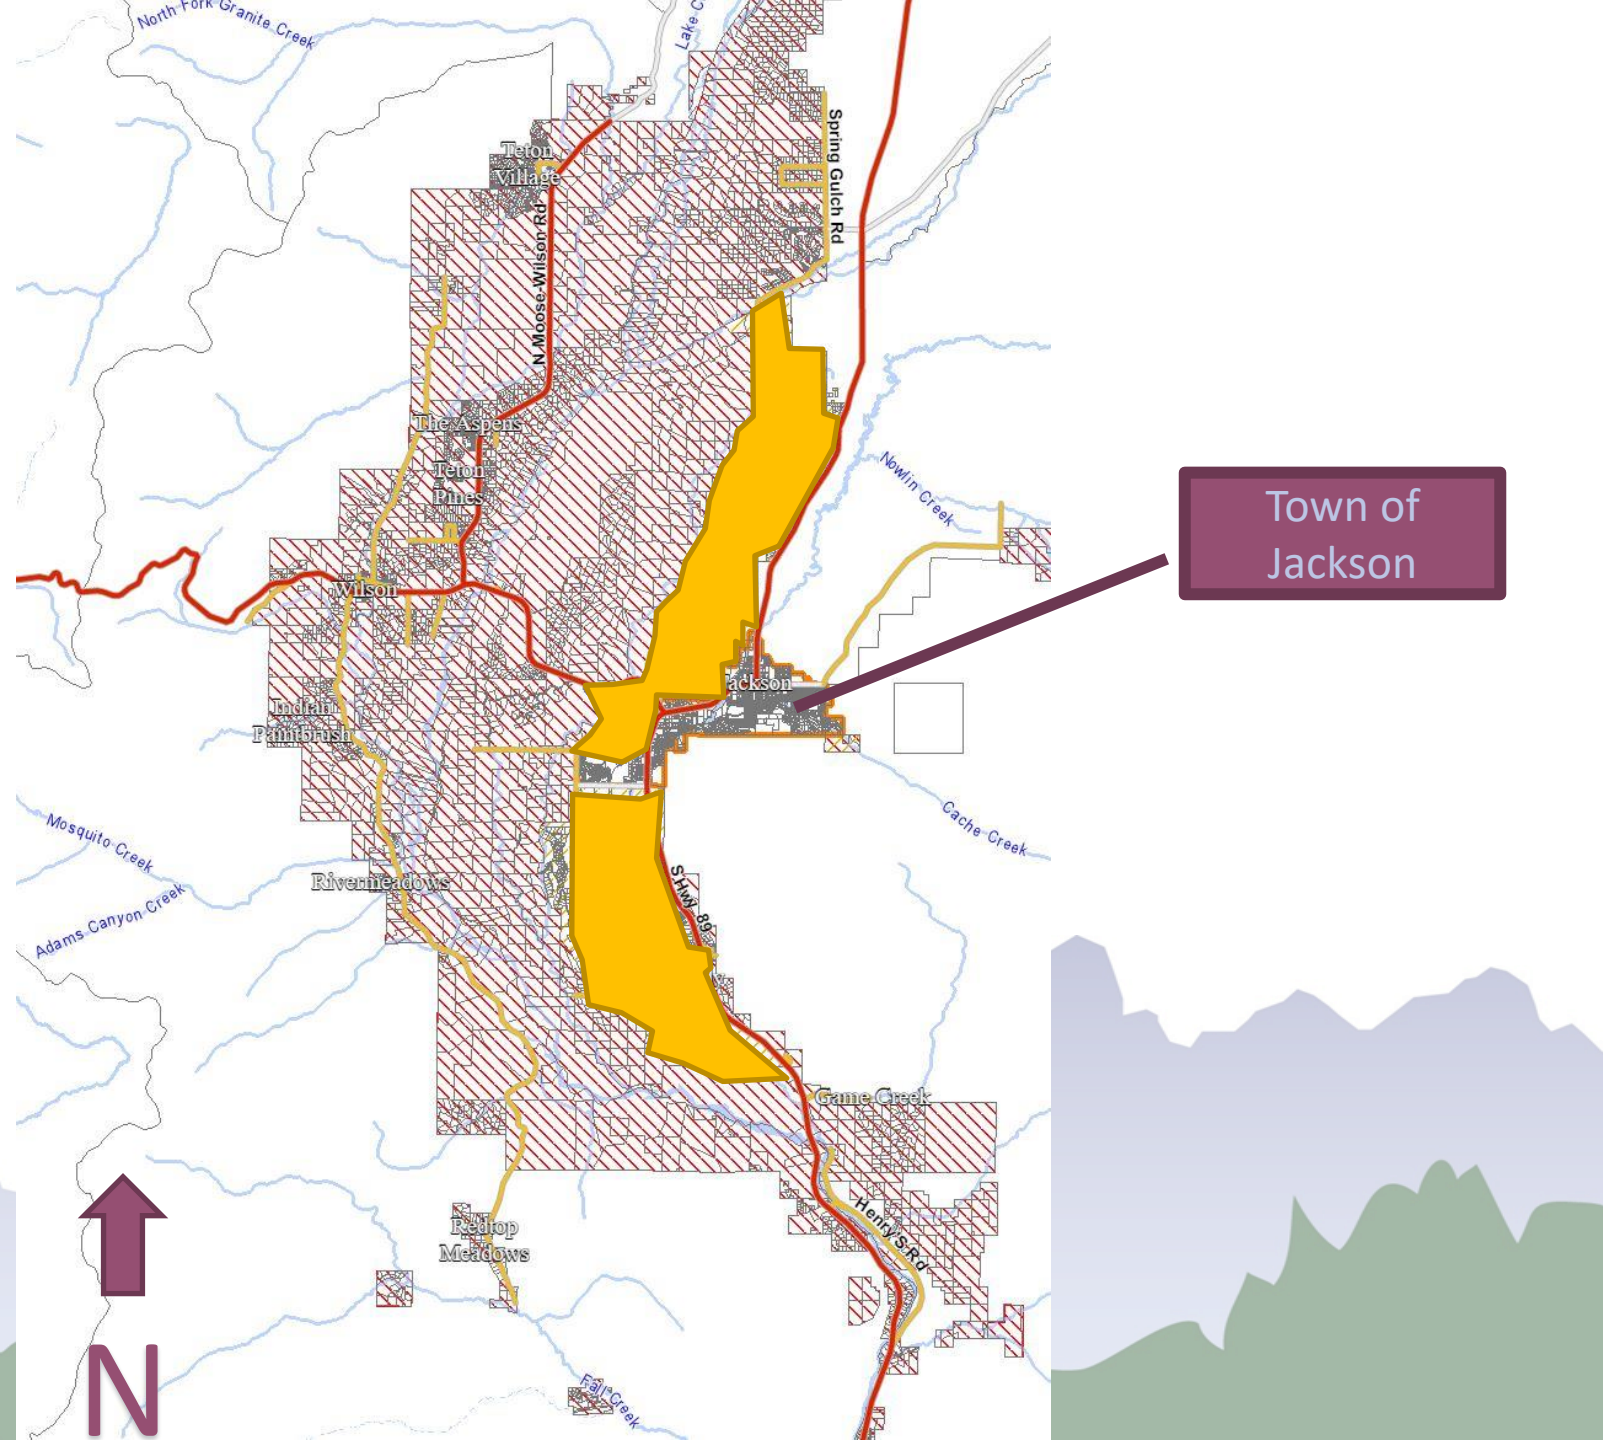 North Fork Granite Creek
Lake C
Spring Gulch Rd
Teton
Village
N Moose-Wilson Rd
The Aspens
Teton
Pines
Nowlin Creek
Town of
Jackson
Wilson
ackson
Indian
Paintbrush
Mosquito Creek
Cache Creek
Rivermeadows
S Hwy 89
Adams Canyon Creek
Game Creek
Henry'S Rd
Redtop
Meadows
N
Fall Creek